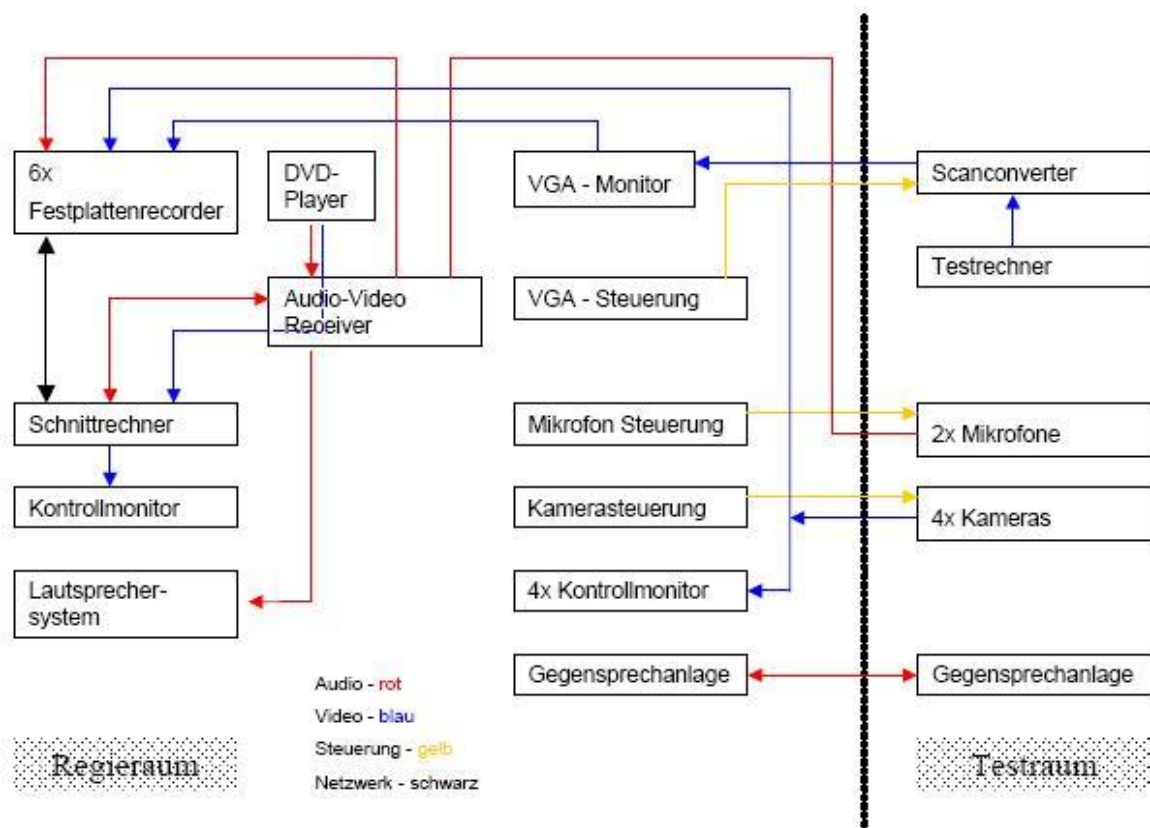 6x
Festplattenrecorder
DVD-
Player
VGA - Monitor
Scanconverter
Testrechner
Audio-Video
Receiver
VGA - Steuerung
Schnittrechner
Mikrofon Steuerung
2x Mikrofone
Kontrollmonitor
Kamerasteuerung
4x Kameras
Lautsprecher-
system
4x Kontrollmonitor
Gegensprechanlage
Gegensprechanlage
Audio - rot
Video - blau
Steuerung - gelb
Netzwerk - schwarz
Regieraum
Testraum